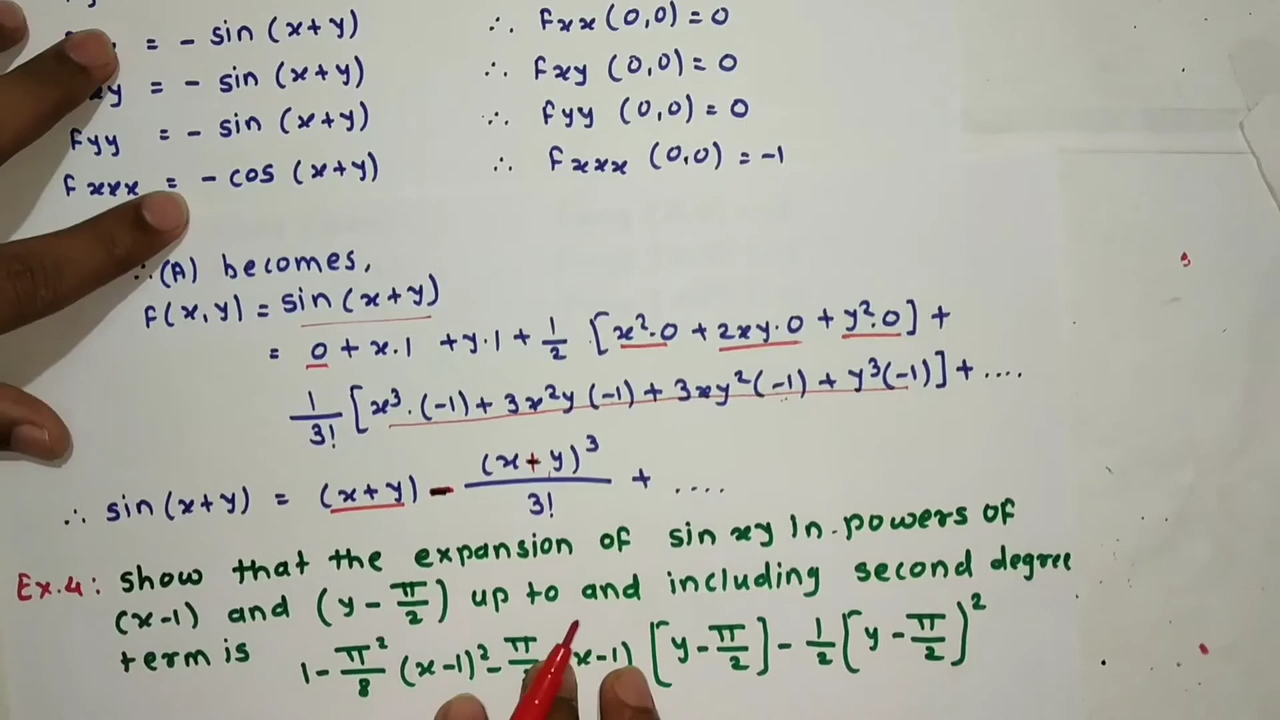 = - sin (x+y) ∴ fxx (0,0) = 0
= - sin (x+y) ∴ fxy (0,0) = 0
fyy = - sin (x+y) ∴ fyy (0,0) = 0
fxxx = - cos (x+y) ∴ fxxx (0,0) = -1
∴ (A) becomes,
f(x,y) = sin (x+y)
= 0 + x·1 + y·1 + 1/2 [x²·0 + 2xy·0 + y²·0] +
1/3! [x³·(-1) + 3x²y (-1) + 3xy² (-1) + y³(-1)] + ....
∴ sin (x+y) = (x+y) - (x+y)³/3! + ....
Ex.4: show that the expansion of sin xy in powers of
(x-1) and (y - π/2) up to and including second degree
term is 1 - π²/8 (x-1)² - π x-1) [y - π/2] - 1/2 [y - π/2]²